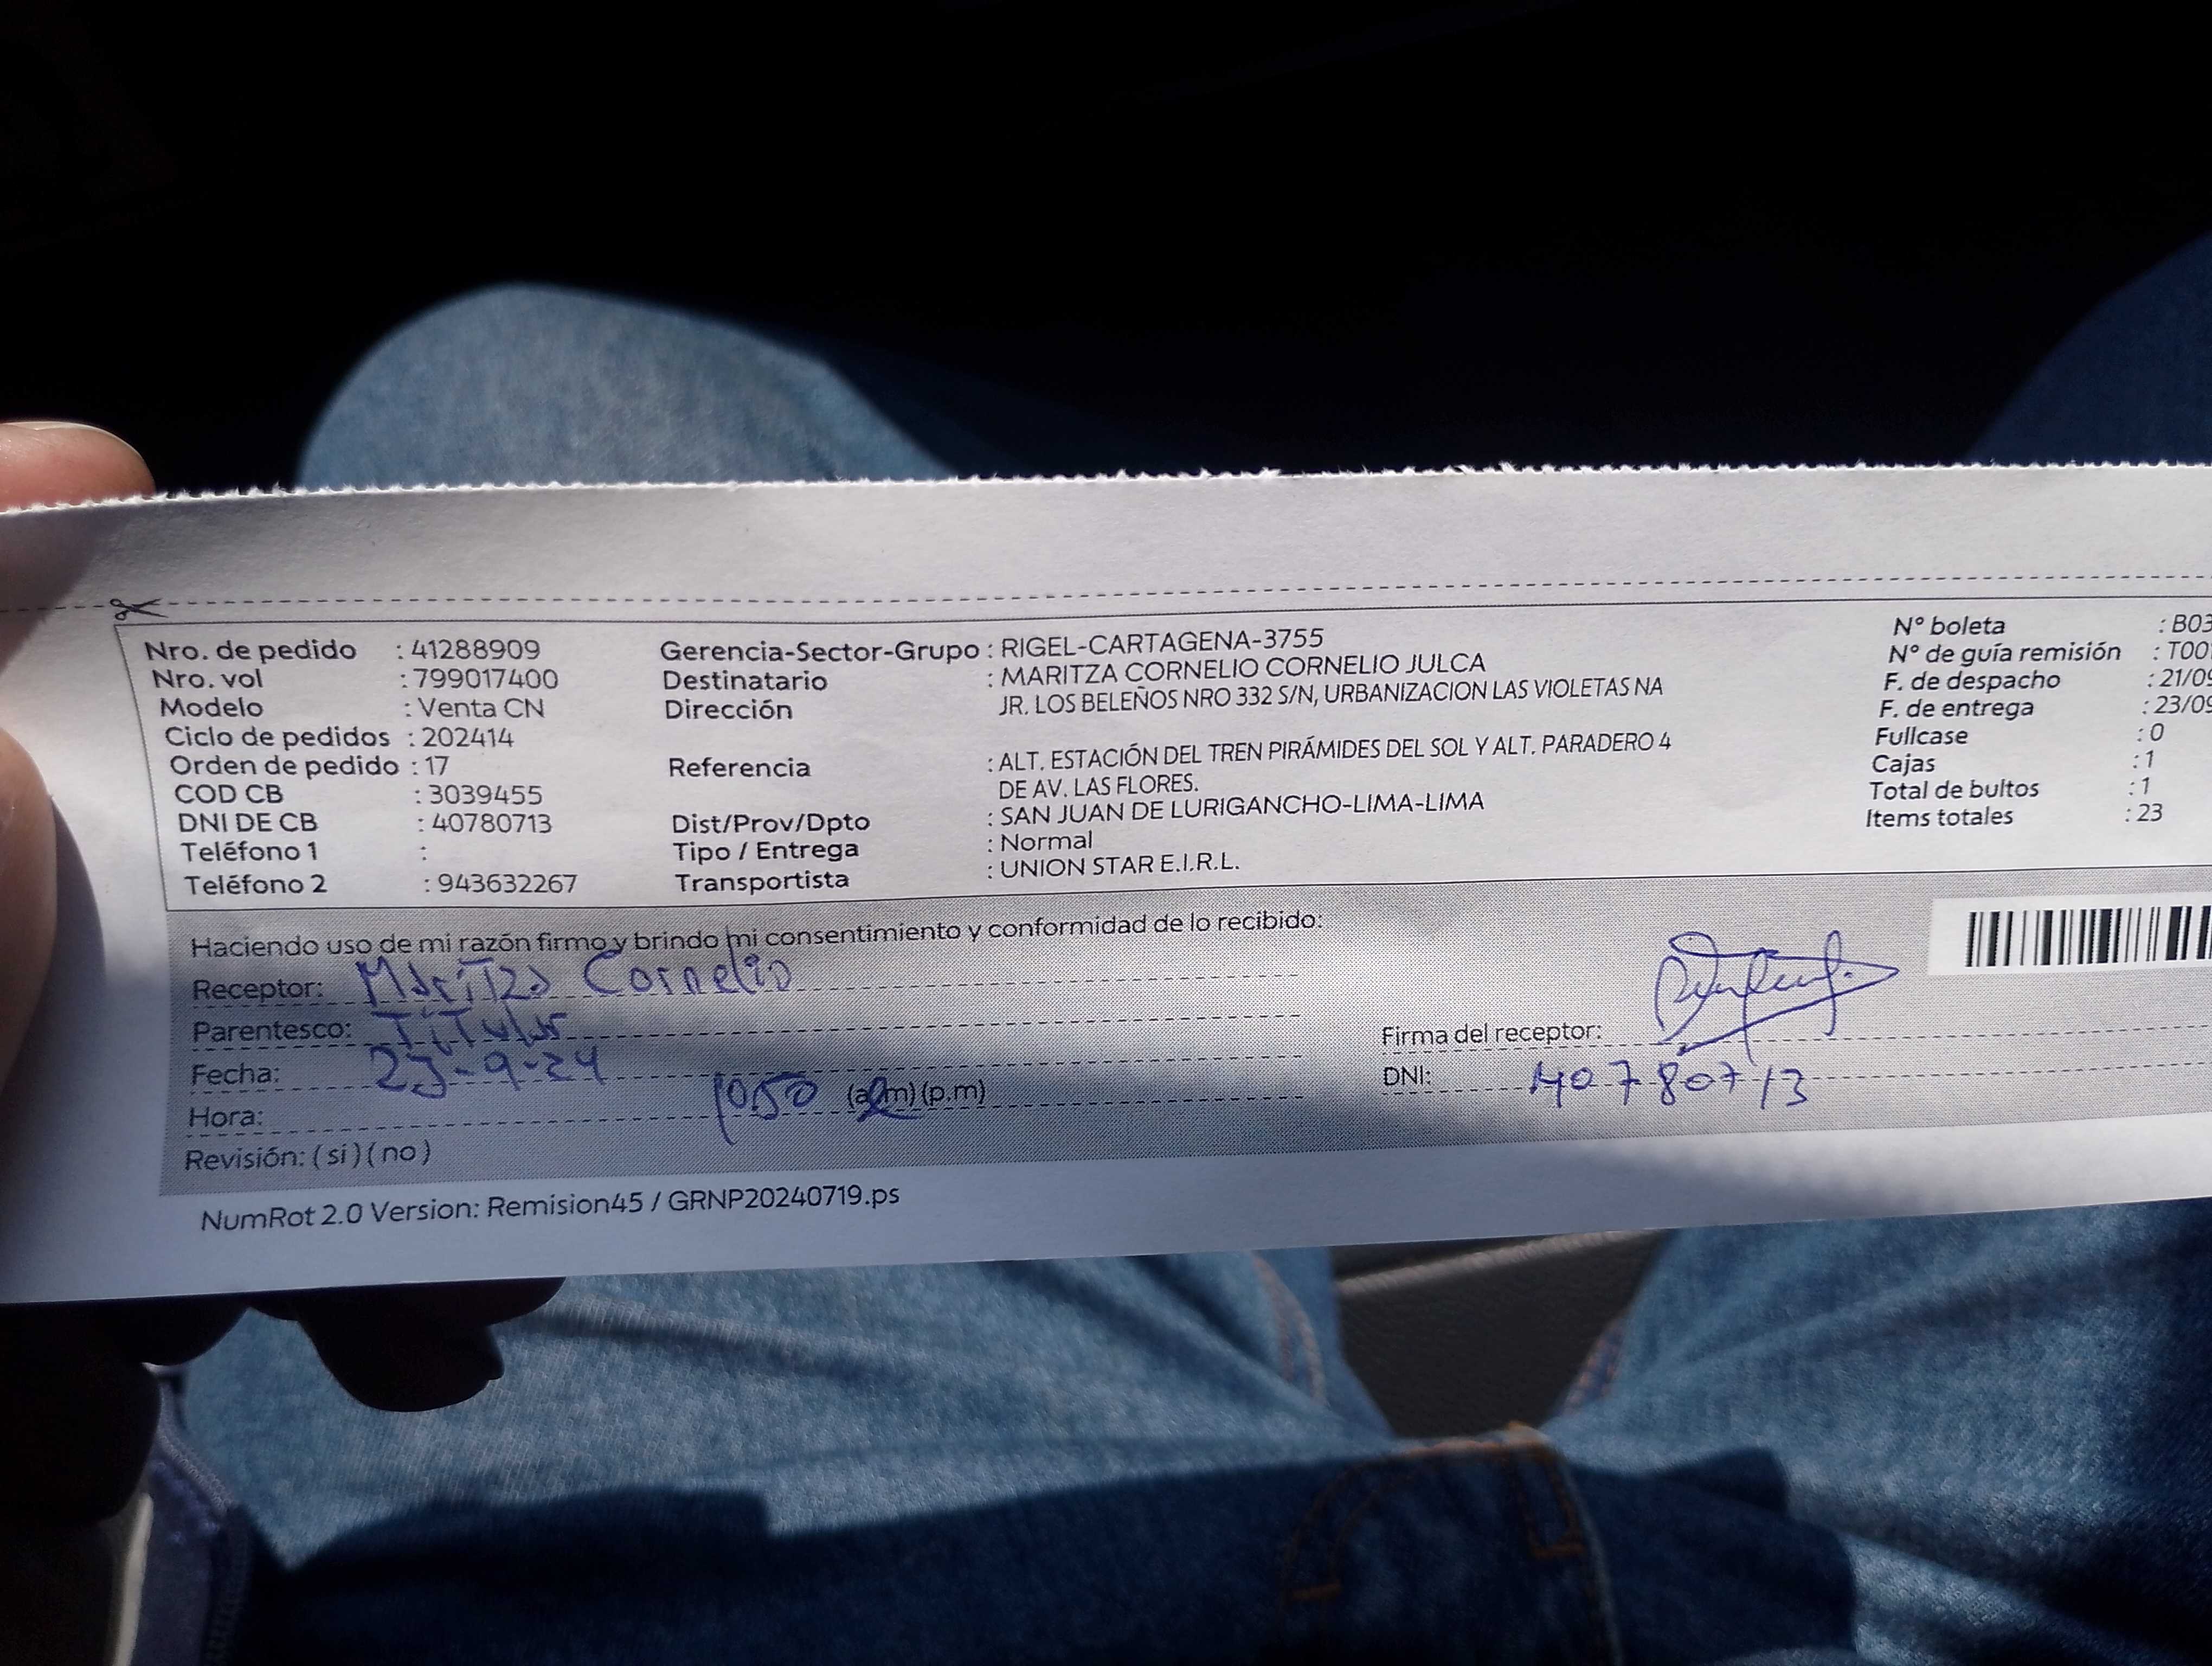 Nro. de pedido : 41288909
Nro. vol : 799017400
Modelo : Venta CN
Ciclo de pedidos : 202414
Orden de pedido : 17
COD CB : 3039455
DNI DE CB : 40780713
Teléfono 1 :
Teléfono 2 : 943632267
Gerencia-Sector-Grupo : RIGEL-CARTAGENA-3755
Destinatario : MARITZA CORNELIO CORNELIO JULCA
Dirección JR. LOS BELEÑOS NRO 332 S/N, URBANIZACION LAS VIOLETAS NA
Referencia : ALT. ESTACIÓN DEL TREN PIRÁMIDES DEL SOL Y ALT. PARADERO 4
DE AV. LAS FLORES.
Dist/Prov/Dpto : SAN JUAN DE LURIGANCHO-LIMA-LIMA
Tipo / Entrega : Normal
Transportista : UNION STAR E.I.R.L.
N° boleta : B03
N° de guía remisión : T001
F. de despacho : 21/09
F. de entrega : 23/09
Fullcase : 0
Cajas : 1
Total de bultos : 1
Items totales : 23
Haciendo uso de mi razón firmo y brindo mi consentimiento y conformidad de lo recibido:
Receptor: Maritza Cornelio
Parentesco: Titular
Fecha: 23-9-24
Hora: 10:50 (a.m)(p.m)
Revisión: (si)(no)
Firma del receptor:
DNI: 40780713
NumRot 2.0 Version: Remision45 / GRNP20240719.ps